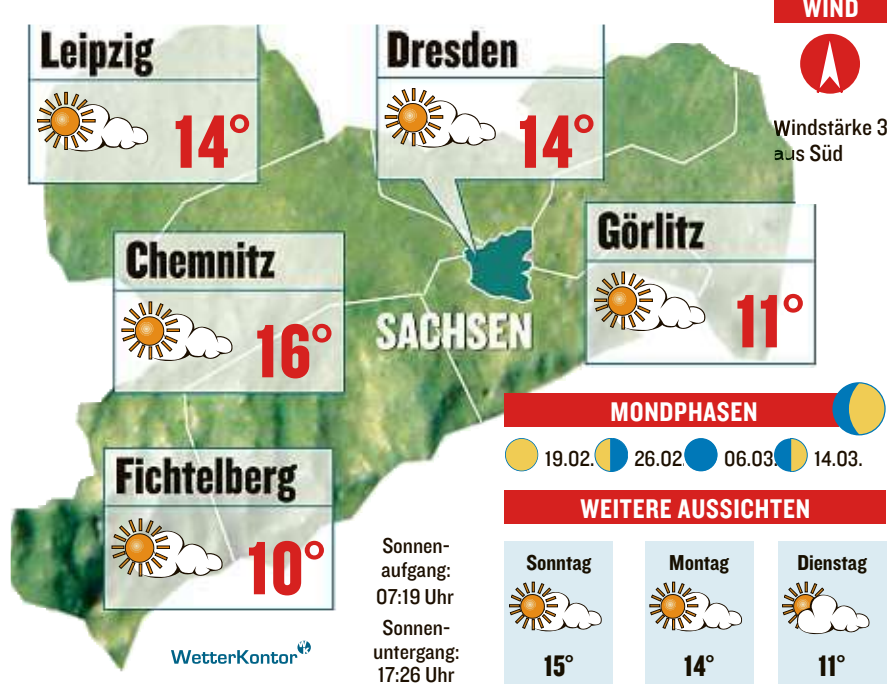 WIND
Leipzig
14°
Dresden
14°
Windstärke 3
aus Süd
Chemnitz
16°
Görlitz
11°
SACHSEN
Fichtelberg
10°
MONDPHASEN
19.02. 26.02. 06.03. 14.03.
WEITERE AUSSICHTEN
Sonntag Montag Dienstag
15° 14° 11°
Sonnen-
aufgang:
07:19 Uhr
Sonnen-
untergang:
17:26 Uhr
WetterKontor